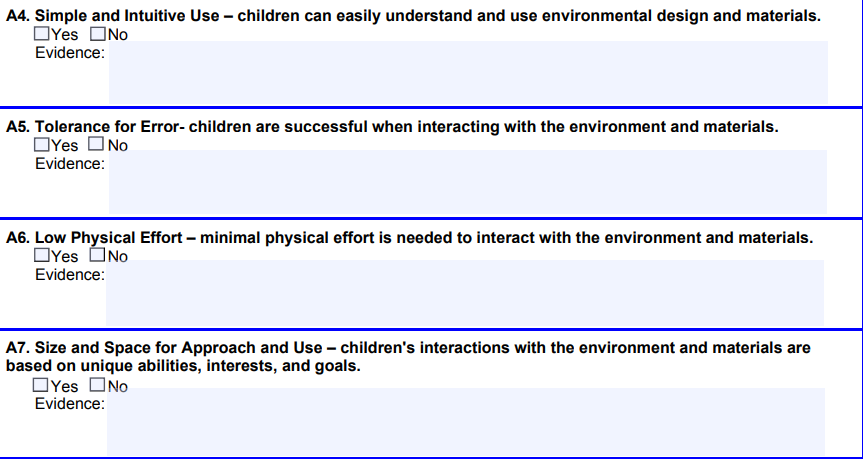 A4. Simple and Intuitive Use – children can easily understand and use environmental design and materials.
Yes No
Evidence:
A5. Tolerance for Error- children are successful when interacting with the environment and materials.
Yes No
Evidence:
A6. Low Physical Effort – minimal physical effort is needed to interact with the environment and materials.
Yes No
Evidence:
A7. Size and Space for Approach and Use – children's interactions with the environment and materials are
based on unique abilities, interests, and goals.
Yes No
Evidence: